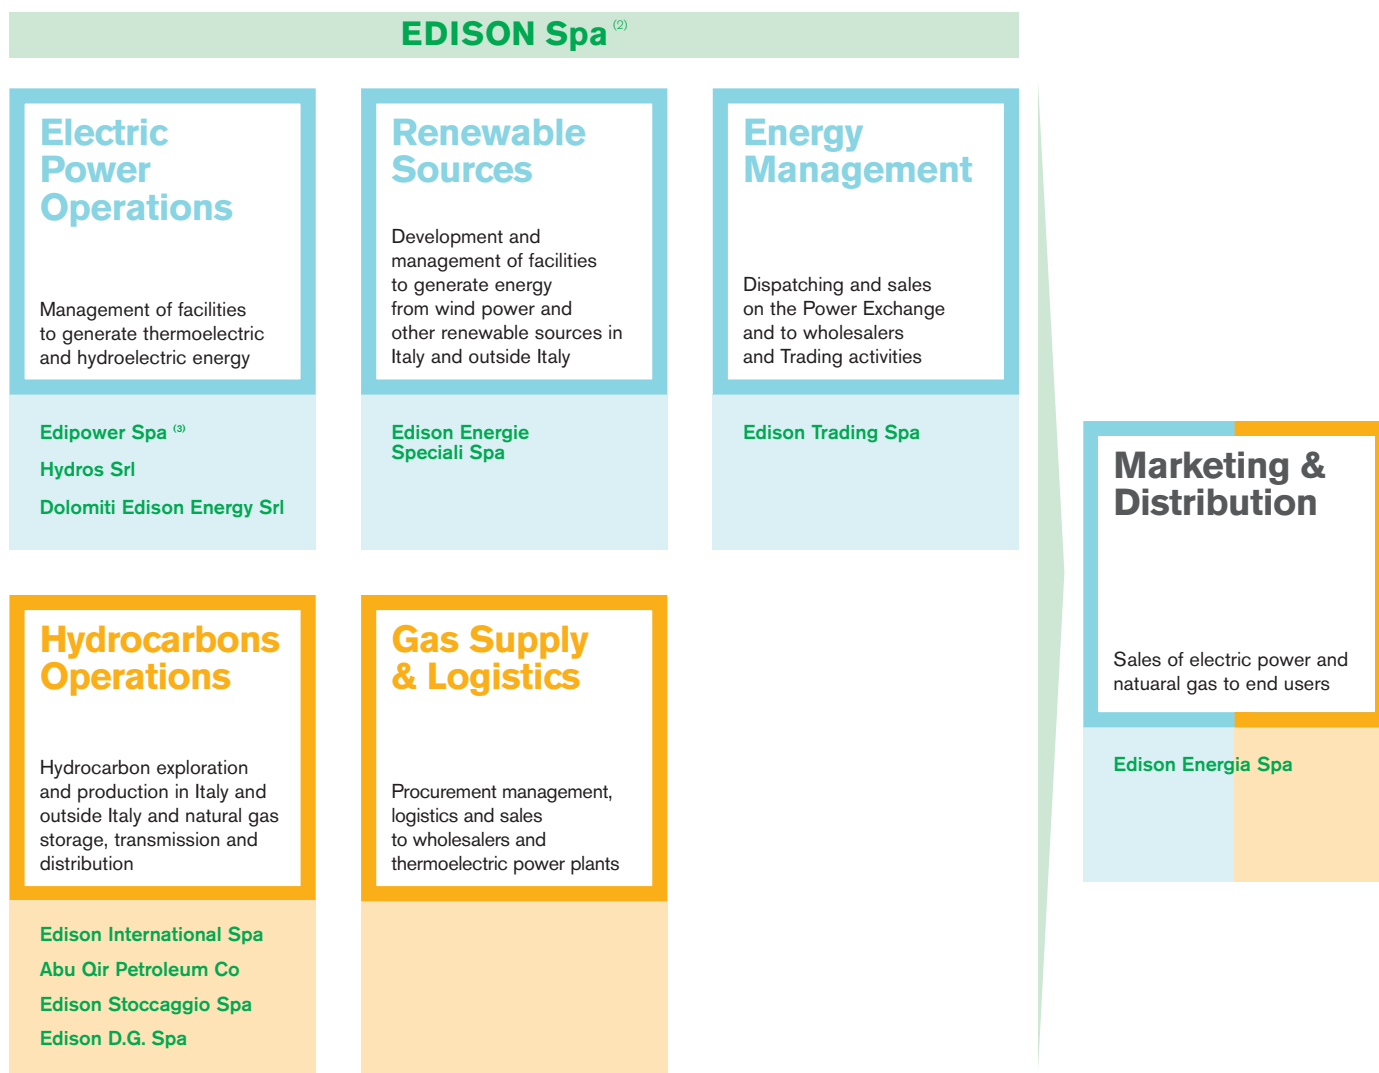 EDISON Spa (2)
Electric
Power
Operations
Management of facilities
to generate thermoelectric
and hydroelectric energy
Edipower Spa (3)
Hydros Srl
Dolomiti Edison Energy Srl
Renewable
Sources
Development and
management of facilities
to generate energy
from wind power and
other renewable sources in
Italy and outside Italy
Edison Energie
Speciali Spa
Energy
Management
Dispatching and sales
on the Power Exchange
and to wholesalers
and Trading activities
Edison Trading Spa
Hydrocarbons
Operations
Hydrocarbon exploration
and production in Italy and
outside Italy and natural gas
storage, transmission and
distribution
Edison International Spa
Abu Qir Petroleum Co
Edison Stoccaggio Spa
Edison D.G. Spa
Gas Supply
& Logistics
Procurement management,
logistics and sales
to wholesalers and
thermoelectric power plants
Marketing &
Distribution
Sales of electric power and
natuaral gas to end users
Edison Energia Spa